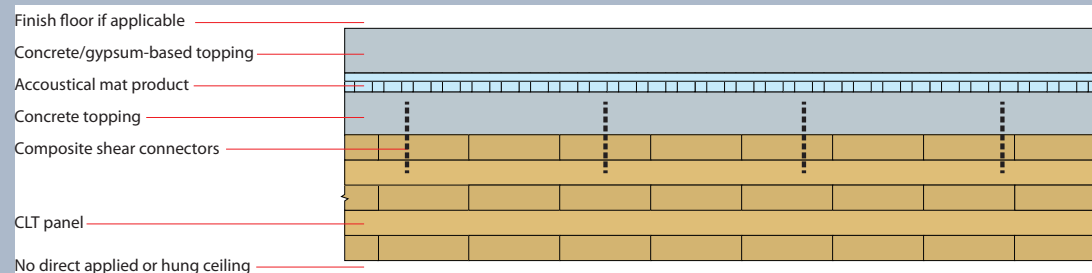 Finish floor if applicable
Concrete/gypsum-based topping
Accoustical mat product
Concrete topping
Composite shear connectors
CLT panel
No direct applied or hung ceiling